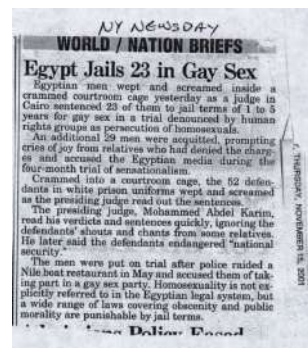 NY NEWSDAY
WORLD / NATION BRIEFS
Egypt Jails 23 in Gay Sex
Egyptian men wept and screamed inside a
crammed courtroom cage yesterday as a judge in
Cairo sentenced 23 of them to jail terms of 1 to 5
years for gay sex in a trial denounced by human
rights groups as persecution of homosexuals.
An additional 29 men were acquitted, prompting
cries of joy from relatives who had denied the charg-
es and accused the Egyptian media during the
four-month trial of sensationalism.
Crammed into a courtroom cage, the 52 defen-
dants in white prison uniforms wept and screamed
as the presiding judge read out the sentences.
The presiding judge, Mohammed Abdel Karim,
read his verdicts and sentences quickly, ignoring the
defendants' shouts and chants from some relatives.
He later said the defendants endangered "national
security."
The men were put on trial after police raided a
Nile boat restaurant in May and accused them of tak-
ing part in a gay sex party. Homosexuality is not ex-
plicitly referred to in the Egyptian legal system, but
a wide range of laws covering obscenity and public
morality are punishable by jail terms.
Policy Eased
THURSDAY, NOVEMBER 15, 2001